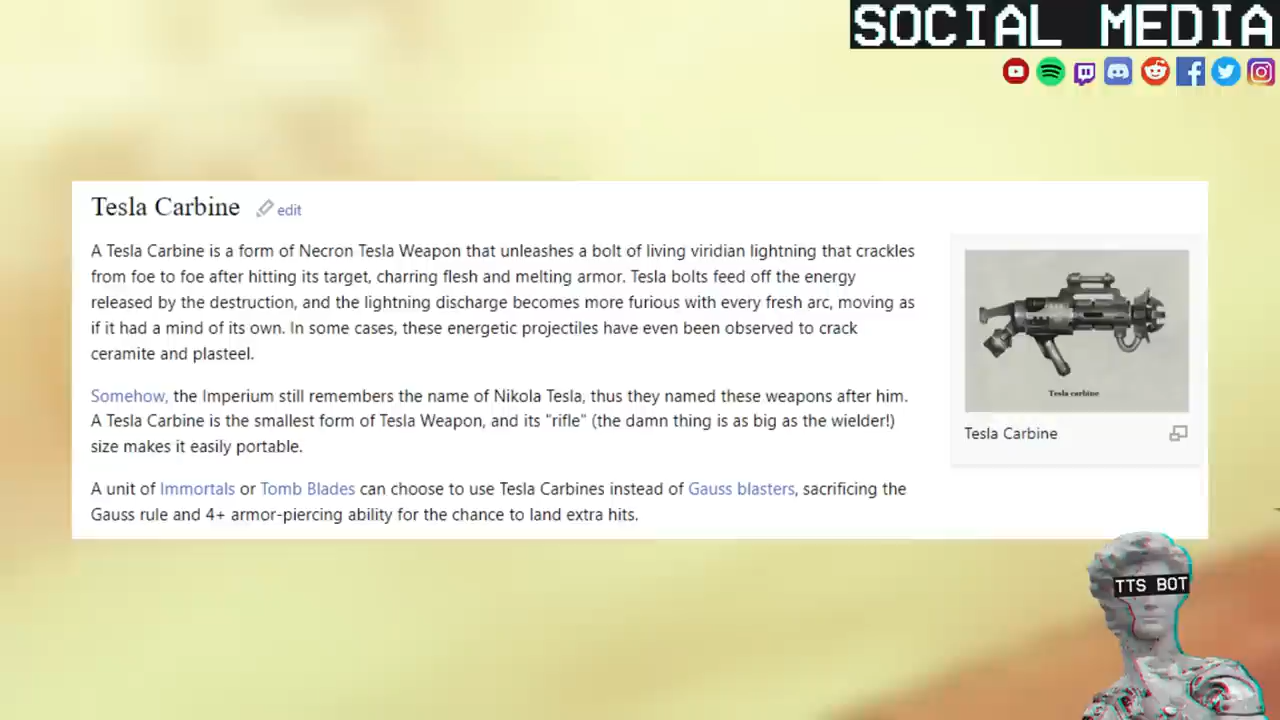 SOCIAL MEDIA
Tesla Carbine edit
A Tesla Carbine is a form of Necron Tesla Weapon that unleashes a bolt of living viridian lightning that crackles
from foe to foe after hitting its target, charring flesh and melting armor. Tesla bolts feed off the energy
released by the destruction, and the lightning discharge becomes more furious with every fresh arc, moving as
if it had a mind of its own. In some cases, these energetic projectiles have even been observed to crack
ceramite and plasteel.
Somehow, the Imperium still remembers the name of Nikola Tesla, thus they named these weapons after him.
A Tesla Carbine is the smallest form of Tesla Weapon, and its "rifle" (the damn thing is as big as the wielder!)
size makes it easily portable.
A unit of Immortals or Tomb Blades can choose to use Tesla Carbines instead of Gauss blasters, sacrificing the
Gauss rule and 4+ armor-piercing ability for the chance to land extra hits.
Tesla carbine
Tesla Carbine
TTS BOT